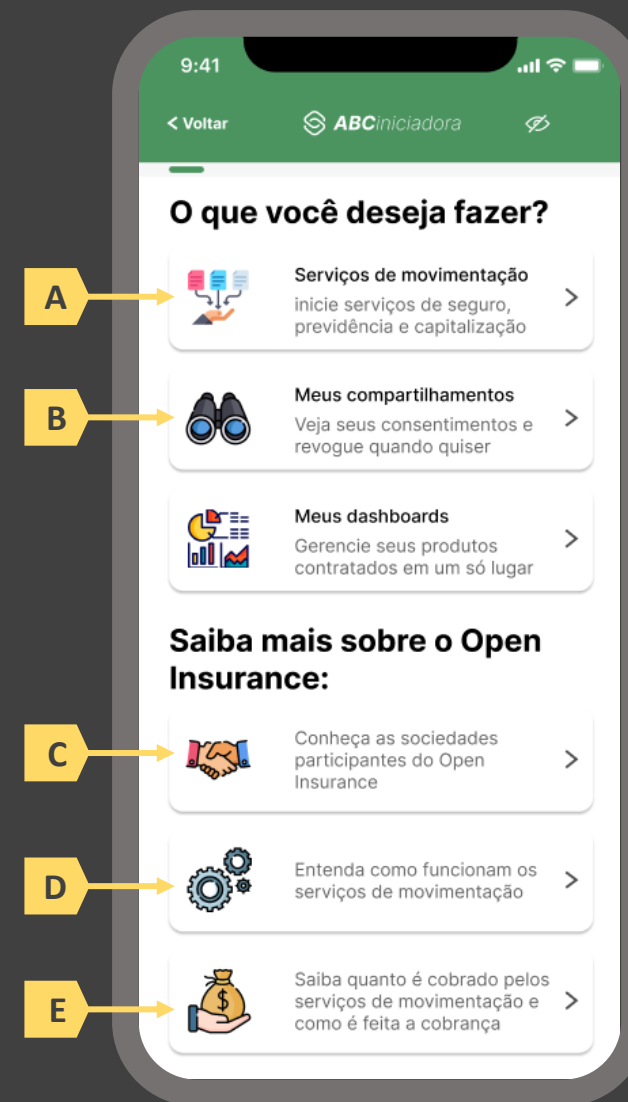 9:41
< Voltar ABCiniciadora
O que você deseja fazer?
A
Serviços de movimentação
inicie serviços de seguro,
previdência e capitalização
B
Meus compartilhamentos
Veja seus consentimentos e
revogue quando quiser
Meus dashboards
Gerencie seus produtos
contratados em um só lugar
Saiba mais sobre o Open
Insurance:
C
Conheça as sociedades
participantes do Open
Insurance
D
Entenda como funcionam os
serviços de movimentação
E
Saiba quanto é cobrado pelos
serviços de movimentação e
como é feita a cobrança